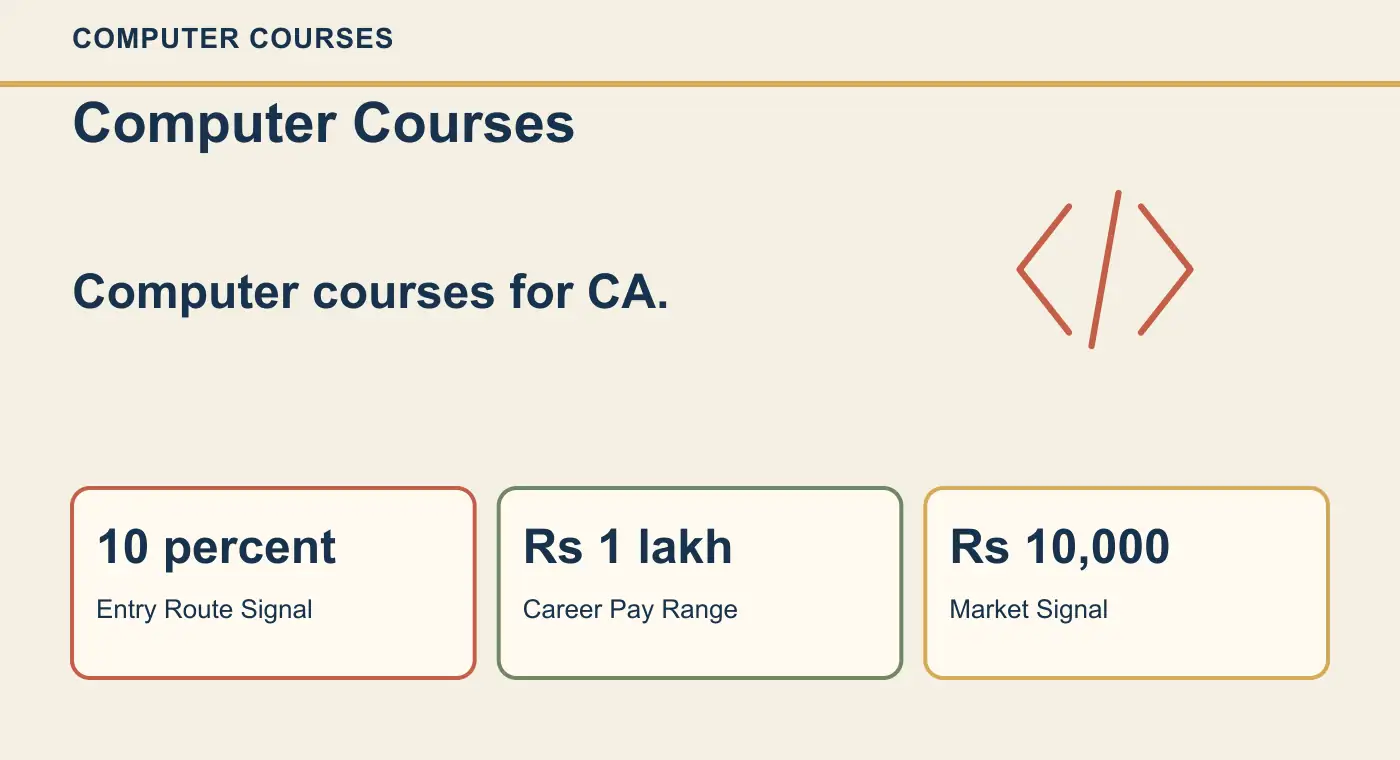 COMPUTER COURSES
Computer Courses
Computer courses for CA.
10 percent
Entry Route Signal
Rs 1 lakh
Career Pay Range
Rs 10,000
Market Signal